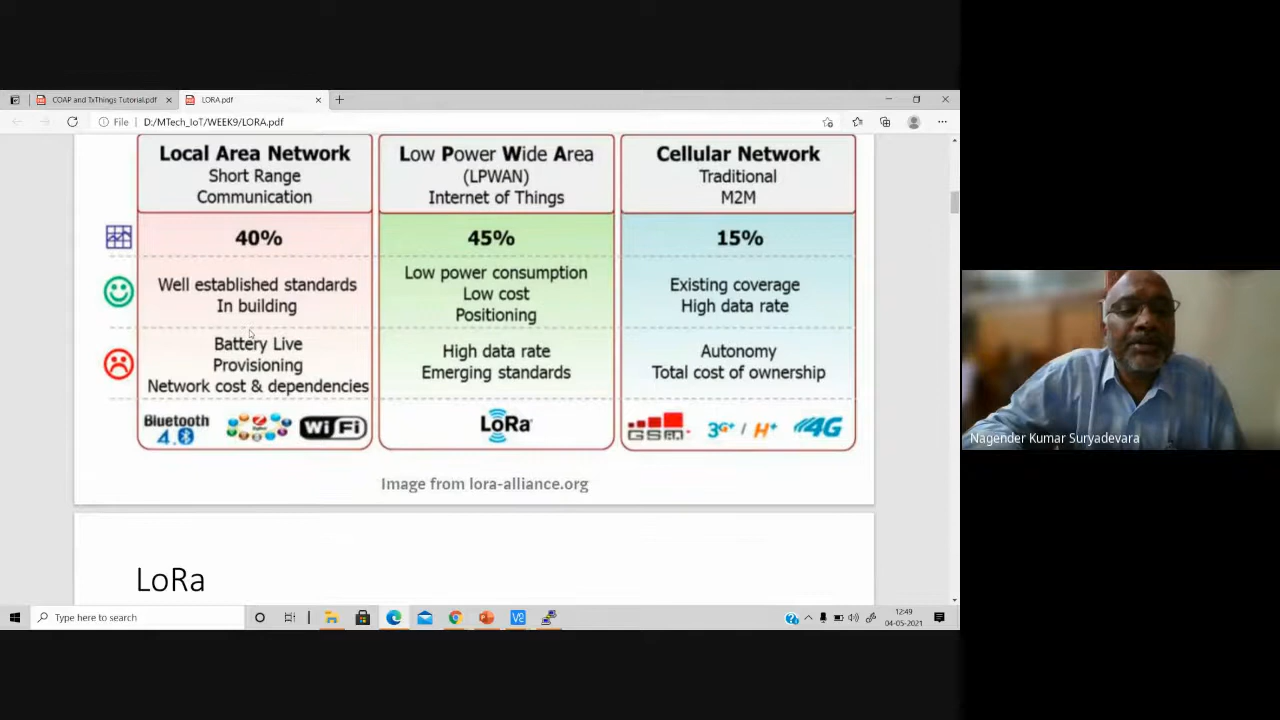 COAP and TxThings Tutorial.pdf
LORA.pdf
File
D:/MTech_IoT/WEEK9/LORA.pdf
Local Area Network
Short Range
Communication
Low Power Wide Area
(LPWAN)
Internet of Things
Cellular Network
Traditional
M2M
40%
45%
15%
Well established standards
In building
Low power consumption
Low cost
Positioning
Existing coverage
High data rate
Battery Live
Provisioning
Network cost & dependencies
High data rate
Emerging standards
Autonomy
Total cost of ownership
Bluetooth
4.0
WiFi
LoRa
GSM
3G+ / H+
4G
Image from lora-alliance.org
LoRa
Nagender Kumar Suryadevara
Type here to search
12:49
04-05-2021